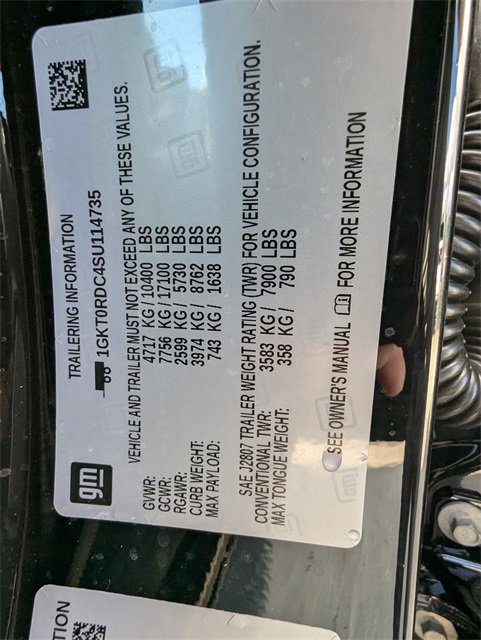 TRAILERING INFORMATION
gm
1GKT0RDC4SU114735
VEHICLE AND TRAILER MUST NOT EXCEED ANY OF THESE VALUES.
GVWR: 4717 KG / 10400 LBS
GCWR: 7756 KG / 17100 LBS
RGAWR: 2599 KG / 5730 LBS
CURB WEIGHT: 3974 KG / 8762 LBS
MAX PAYLOAD: 743 KG / 1638 LBS
SAE J2807 TRAILER WEIGHT RATING (TWR) FOR VEHICLE CONFIGURATION.
CONVENTIONAL TWR: 3583 KG / 7900 LBS
MAX TONGUE WEIGHT: 358 KG / 790 LBS
SEE OWNER'S MANUAL FOR MORE INFORMATION
TION